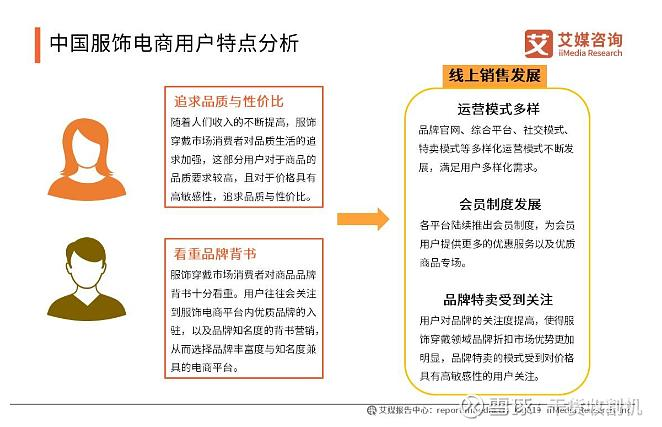 中国服饰电商用户特点分析
艾媒咨询
iiMedia Research
追求品质与性价比
随着人们收入的不断提高，服饰
穿戴市场消费者对品质生活的追
求加强，这部分用户对于商品的
品质要求较高，且对于价格具有
高敏感性，追求品质与性价比。
看重品牌背书
服饰穿戴市场消费者对商品品牌
背书十分看重。用户往往会关注
到服饰电商平台内优质品牌的入
驻，以及品牌知名度的背书营销，
从而选择品牌丰富度与知名度兼
具的电商平台。
线上销售发展
运营模式多样
品牌官网、综合平台、社交模式、
特卖模式等多样化运营模式不断发
展，满足用户多样化需求。
会员制度发展
各平台陆续推出会员制度，为会员
用户提供更多的优惠服务以及优质
商品专场。
品牌特卖受到关注
用户对品牌的关注度提高，使得服
饰穿戴领域品牌折扣市场优势更加
明显，品牌特卖的模式受到对价格
具有高敏感性的用户关注。
艾媒报告中心：report.iimedia.cn ©2019 iiMedia Research Inc
雪球：干货收割机